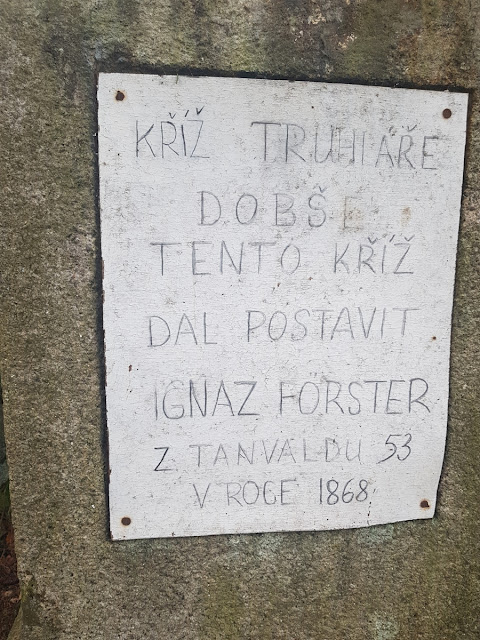 KŘÍŽ TRUHLÁŘE
DOBŠE
TENTO KŘÍŽ
DAL POSTAVIT
IGNAZ FÖRSTER
Z TANVALDU 53
V ROCE 1868